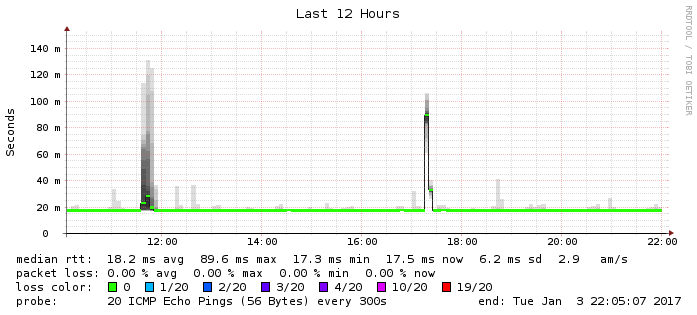 Last 12 Hours
RRDTOOL / TOBI OETIKER
Seconds
140 m
120 m
100 m
80 m
60 m
40 m
20 m
0
12:00 14:00 16:00 18:00 20:00 22:00
median rtt: 18.2 ms avg 89.6 ms max 17.3 ms min 17.5 ms now 6.2 ms sd 2.9 am/s
packet loss: 0.00 % avg 0.00 % max 0.00 % min 0.00 % now
loss color: 0 1/20 2/20 3/20 4/20 10/20 19/20
probe: 20 ICMP Echo Pings (56 Bytes) every 300s end: Tue Jan 3 22:05:07 2017